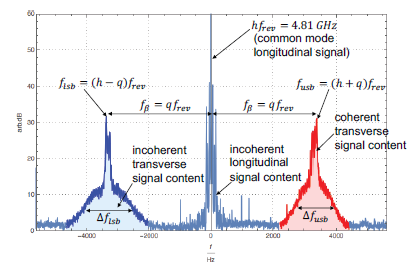 60
50
40
30
20
10
0
arb.dB
hf_rev = 4.81 GHz
(common mode
longitudinal signal)
f_lsb = (h − q)f_rev
f_usb = (h + q)f_rev
f_β = qf_rev
f_β = qf_rev
coherent
transverse
signal content
incoherent
transverse
signal content
incoherent
longitudinal
signal content
Δf_lsb
Δf_usb
−4000
−2000
0
2000
4000
f
Hz